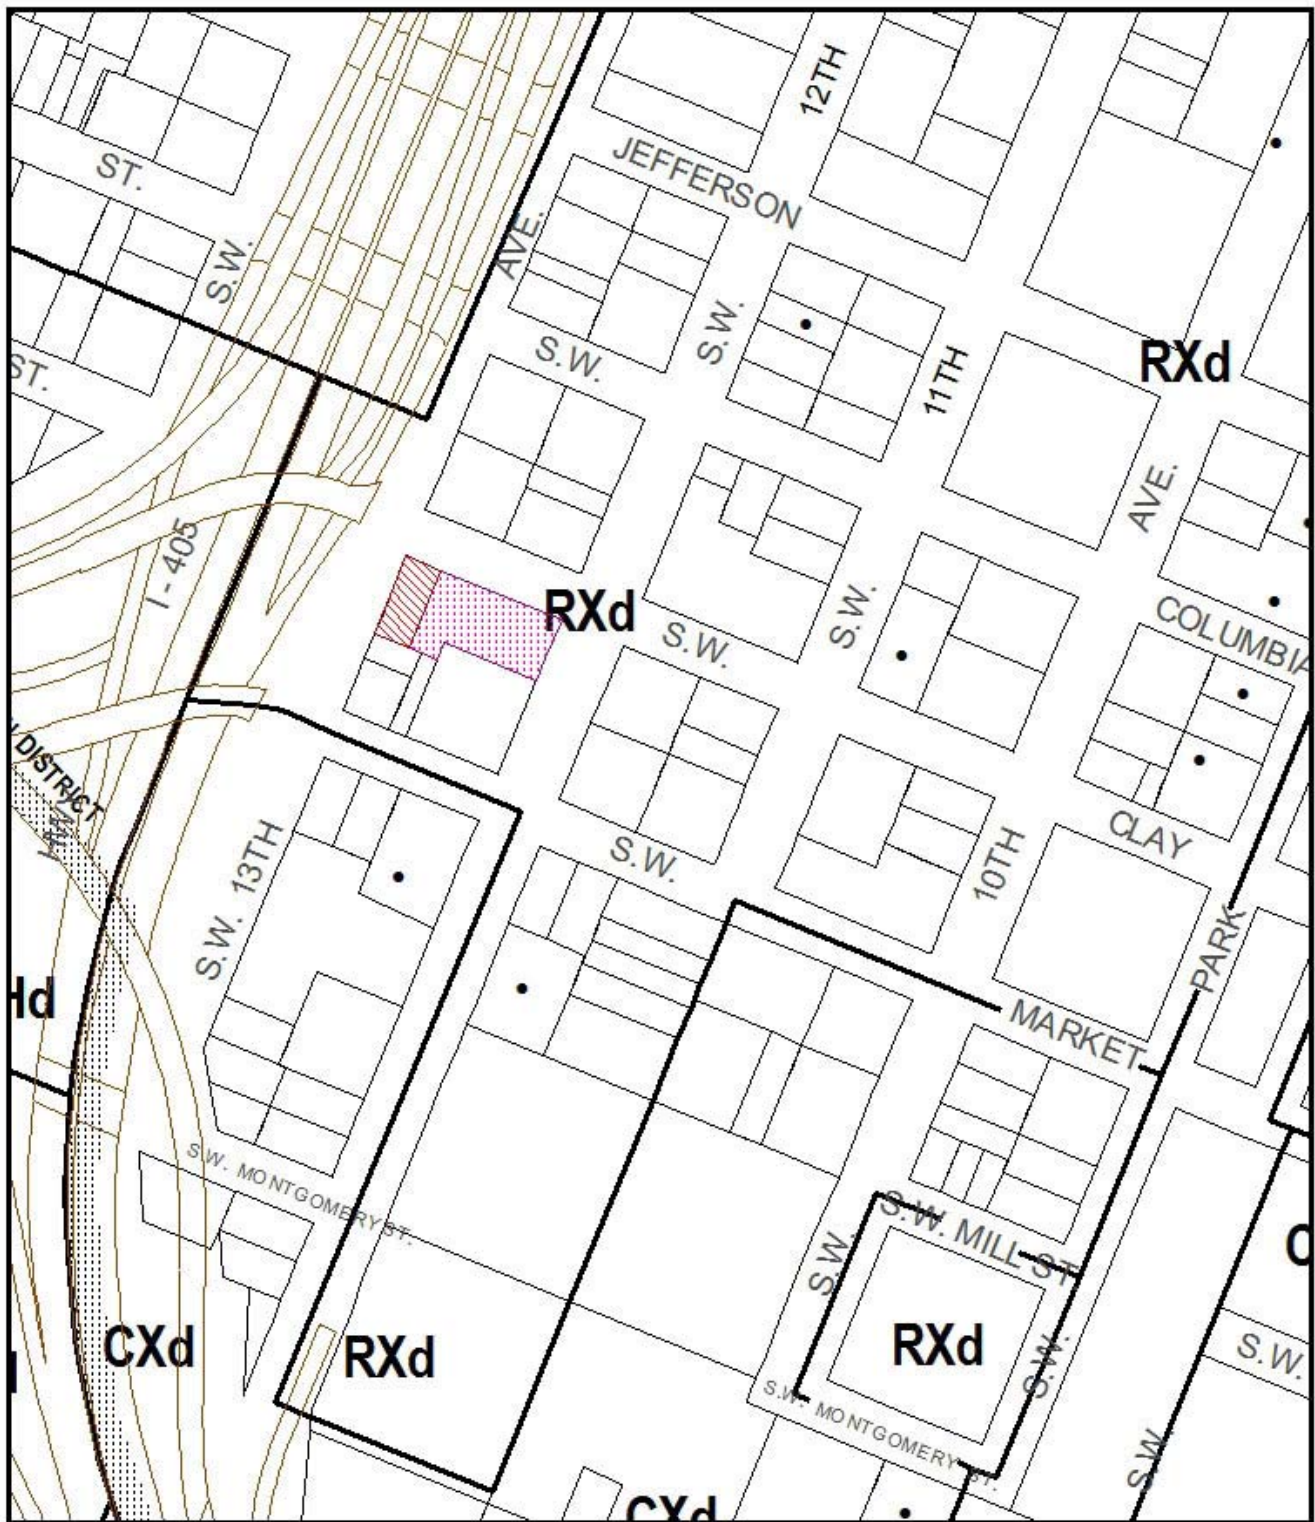 12TH
JEFFERSON
ST.
AVE.
S.W.
S.W.
S.W.
RXd
ST.
11TH
AVE.
I - 405
RXd
S.W.
S.W.
COLUMBIA
DISTRICT
HWY
CLAY
S.W.
13TH
S.W.
10TH
PARK
Hd
MARKET
S.W. MONTGOMERY ST.
S.W. MILL ST
S.W.
C
CXd
RXd
RXd
S.W.
S.W.
S.W. MONTGOMERY ST.
S.W.
CXd